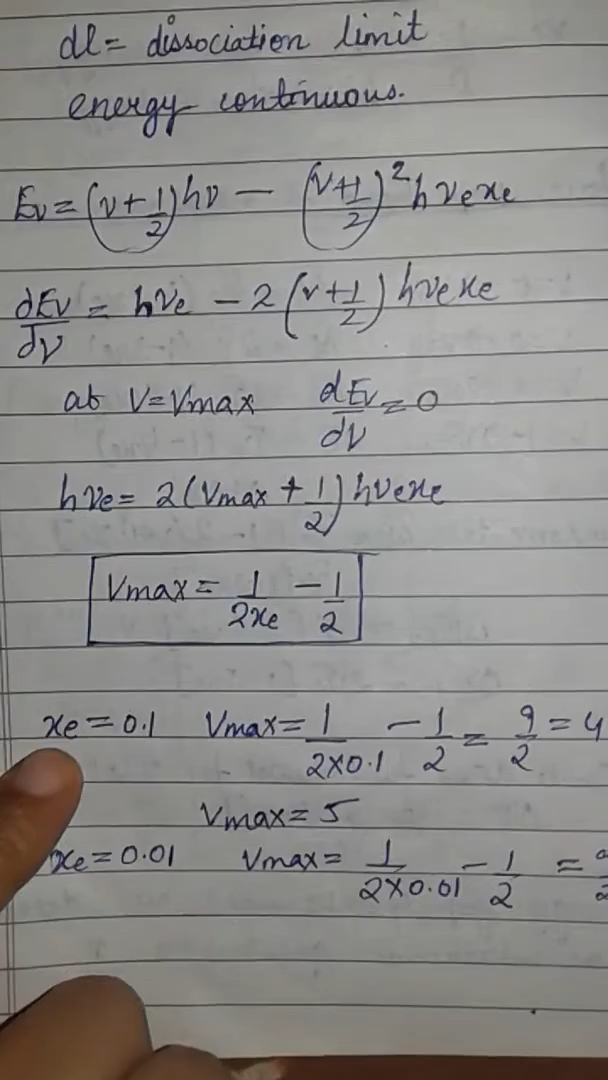 dl = dissociation limit
energy continuous.
Ev = (v + 1/2)hν - (v+1/2)²hνexe
dEv/dv = hνe - 2(v+1/2)hνexe
at V=Vmax dEv/dv = 0
hνe = 2(Vmax + 1/2)hνexe
Vmax = 1/2xe - 1/2
xe = 0.1 Vmax = 1/2×0.1 - 1/2 = 9/2 = 4
Vmax = 5
xe = 0.01 Vmax = 1/2×0.01 - 1/2 =